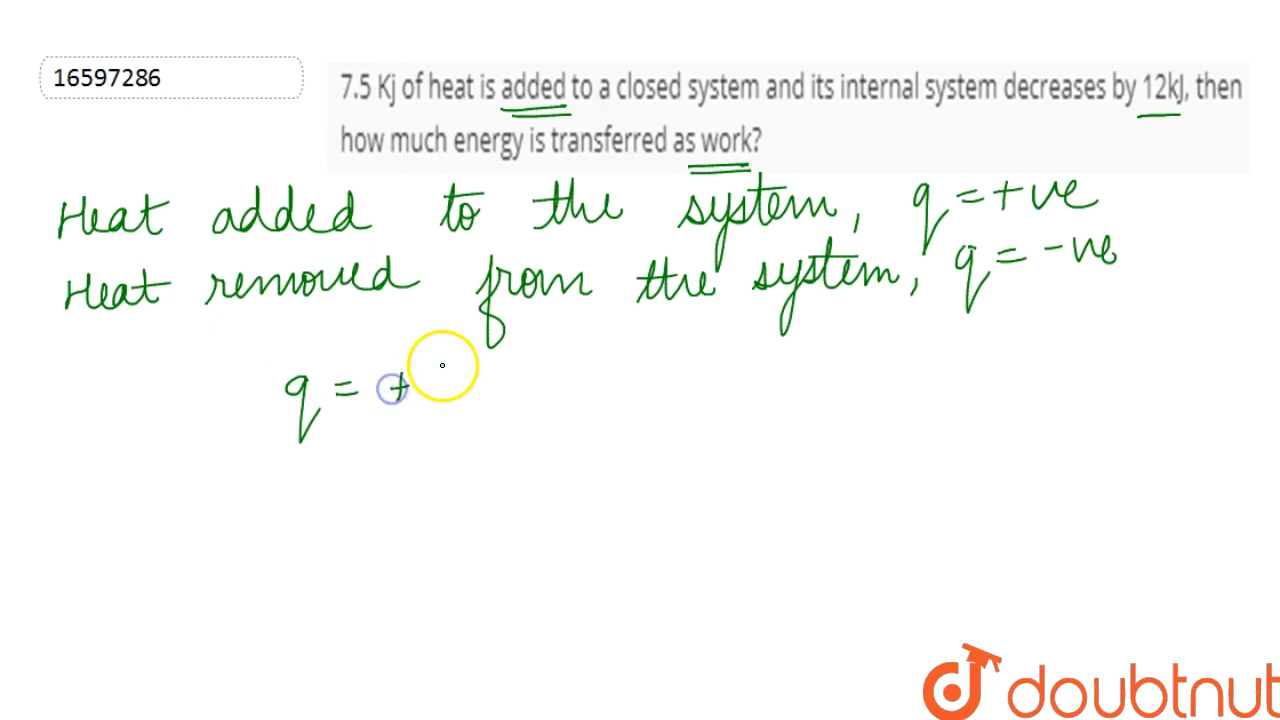 16597286
7.5 Kj of heat is added to a closed system and its internal system decreases by 12kJ, then
how much energy is transferred as work?
Heat added to the system, q = +ve
Heat removed from the system, q = -ve
q = +
doubtnut